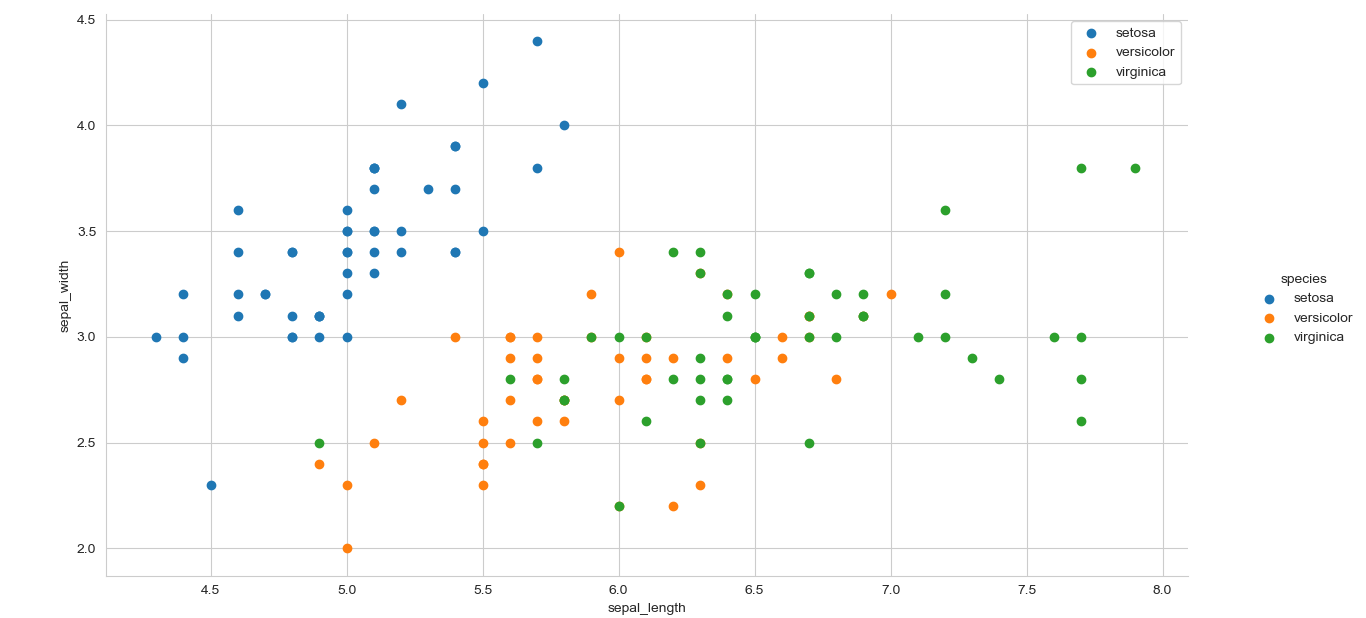 4.5
4.0
3.5
3.0
2.5
2.0
sepal_width
4.5 5.0 5.5 6.0 6.5 7.0 7.5 8.0
sepal_length
setosa
versicolor
virginica
species
setosa
versicolor
virginica